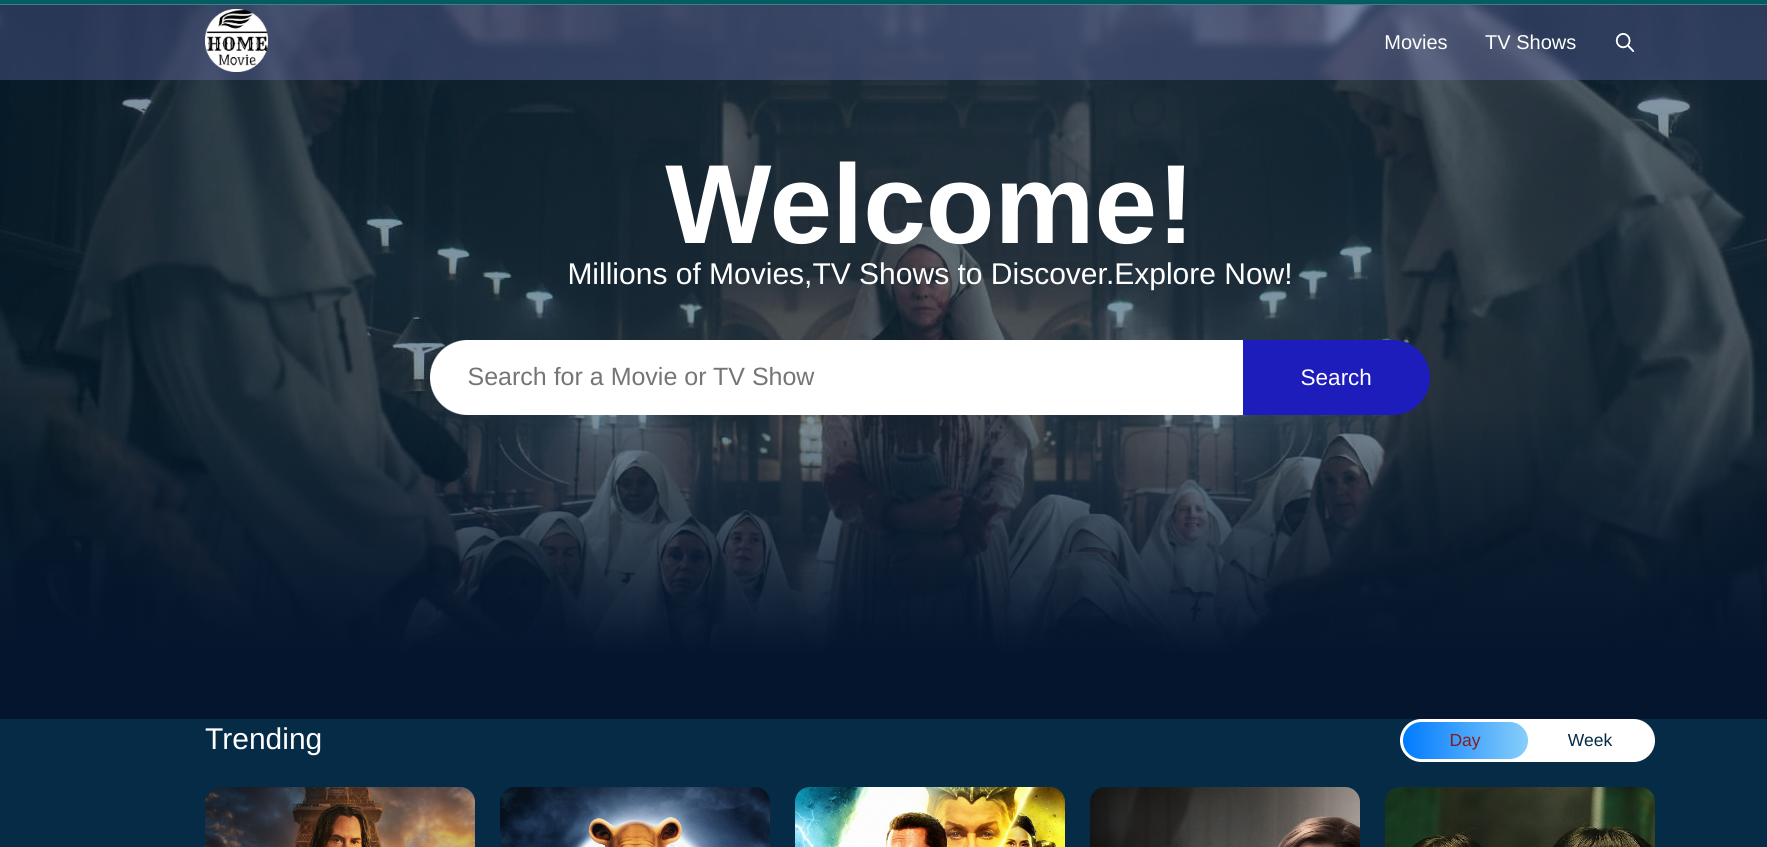 HOME
Movie
Movies
TV Shows
Welcome!
Millions of Movies,TV Shows to Discover.Explore Now!
Search for a Movie or TV Show
Search
Trending
Day
Week